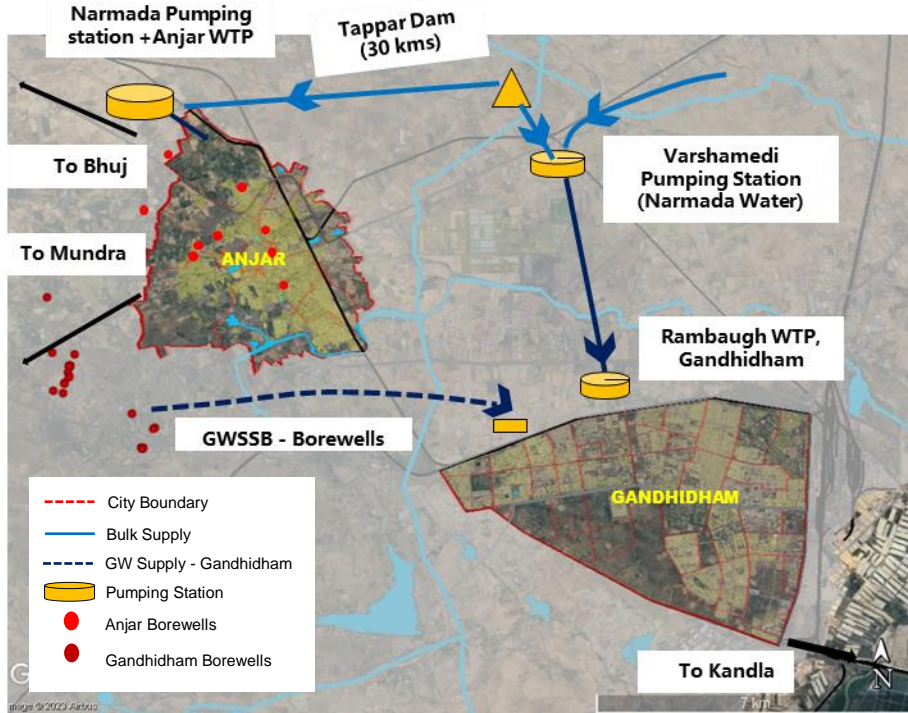 Narmada Pumping
station +Anjar WTP
Tappar Dam
(30 kms)
To Bhuj
Varshamedi
Pumping Station
(Narmada Water)
To Mundra
ANJAR
Rambaugh WTP,
Gandhidham
GWSSB - Borewells
GANDHIDHAM
City Boundary
Bulk Supply
GW Supply - Gandhidham
Pumping Station
Anjar Borewells
Gandhidham Borewells
To Kandla
N
7 km
G
mage © 2023 Airbus